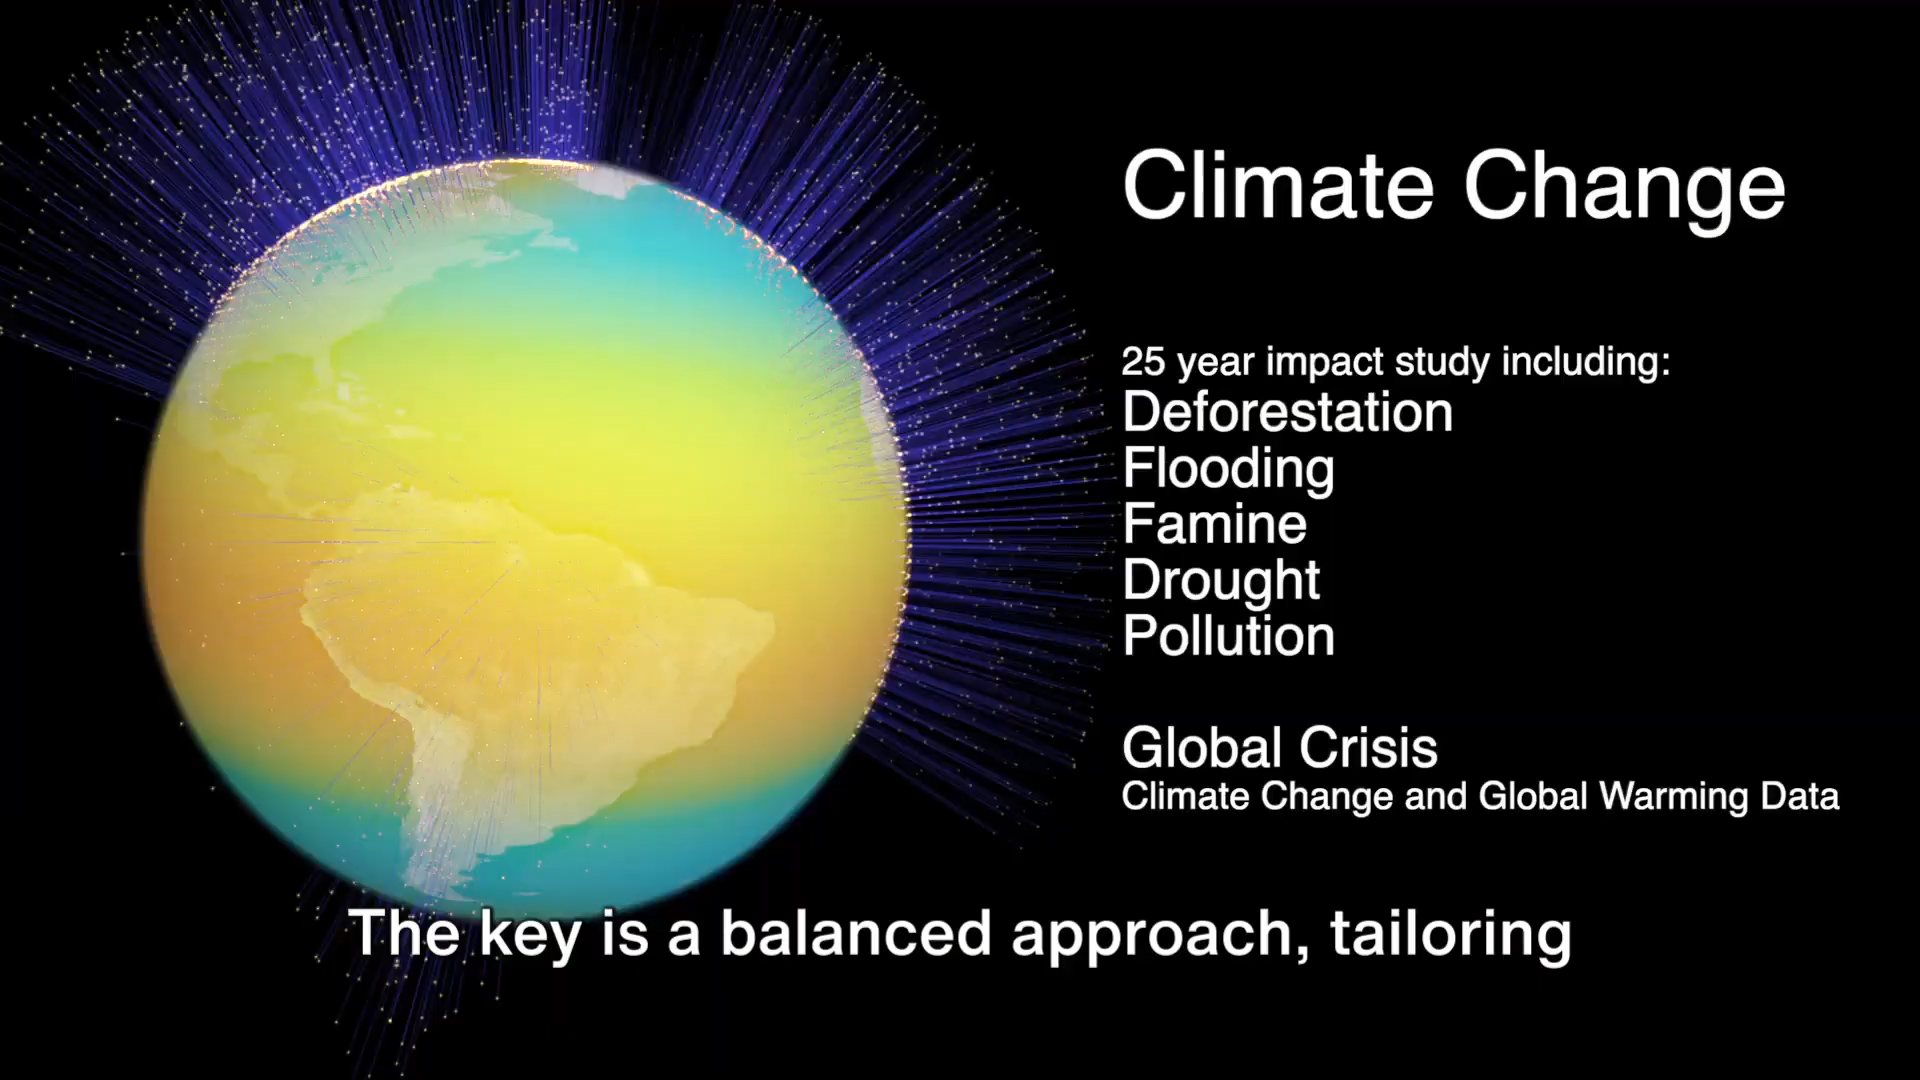 Climate Change
25 year impact study including:
Deforestation
Flooding
Famine
Drought
Pollution
Global Crisis
Climate Change and Global Warming Data
The key is a balanced approach, tailoring